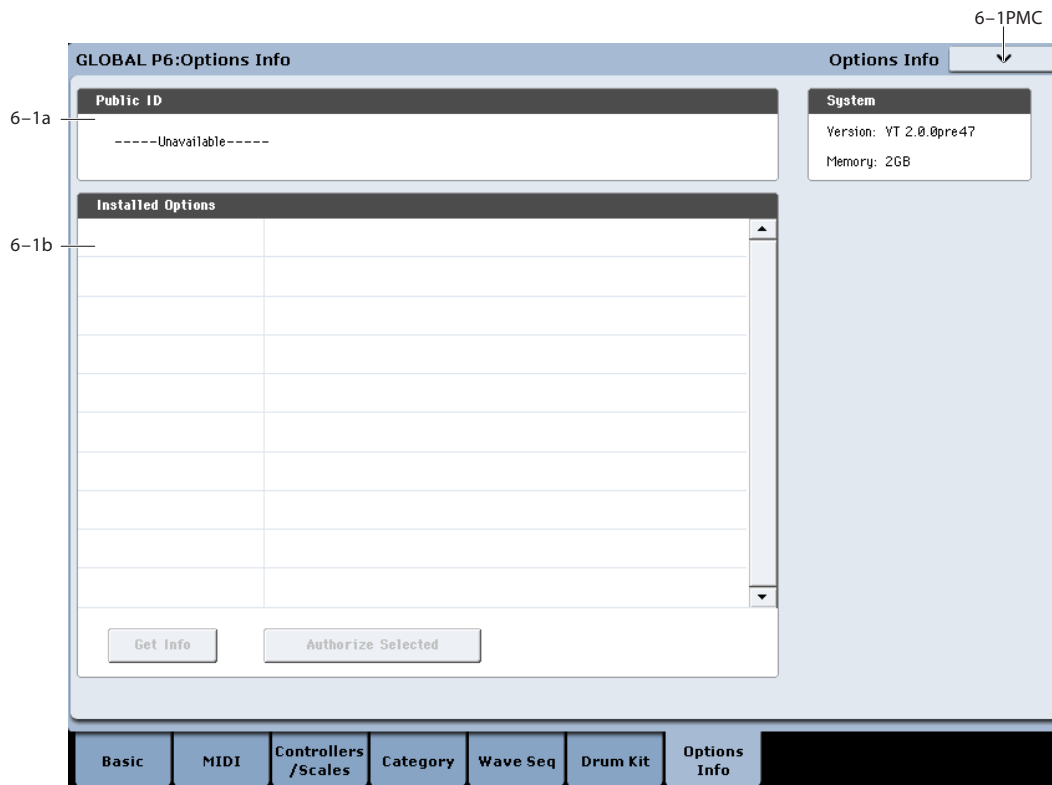 6–1PMC
GLOBAL P6:Options Info
Options Info
Public ID
6–1a
-----Unavailable-----
System
Version: VT 2.0.0pre47
Memory: 2GB
Installed Options
6–1b
Get Info
Authorize Selected
Basic
MIDI
Controllers
/Scales
Category
Wave Seq
Drum Kit
Options
Info